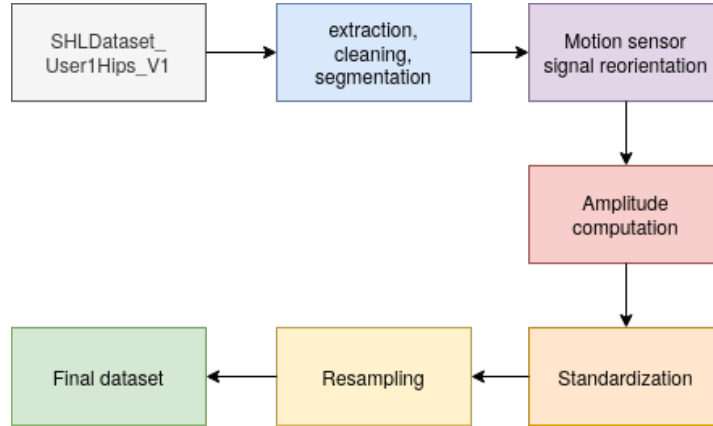 SHLDataset_
User1Hips_V1
extraction,
cleaning,
segmentation
Motion sensor
signal reorientation
Amplitude
computation
Standardization
Resampling
Final dataset